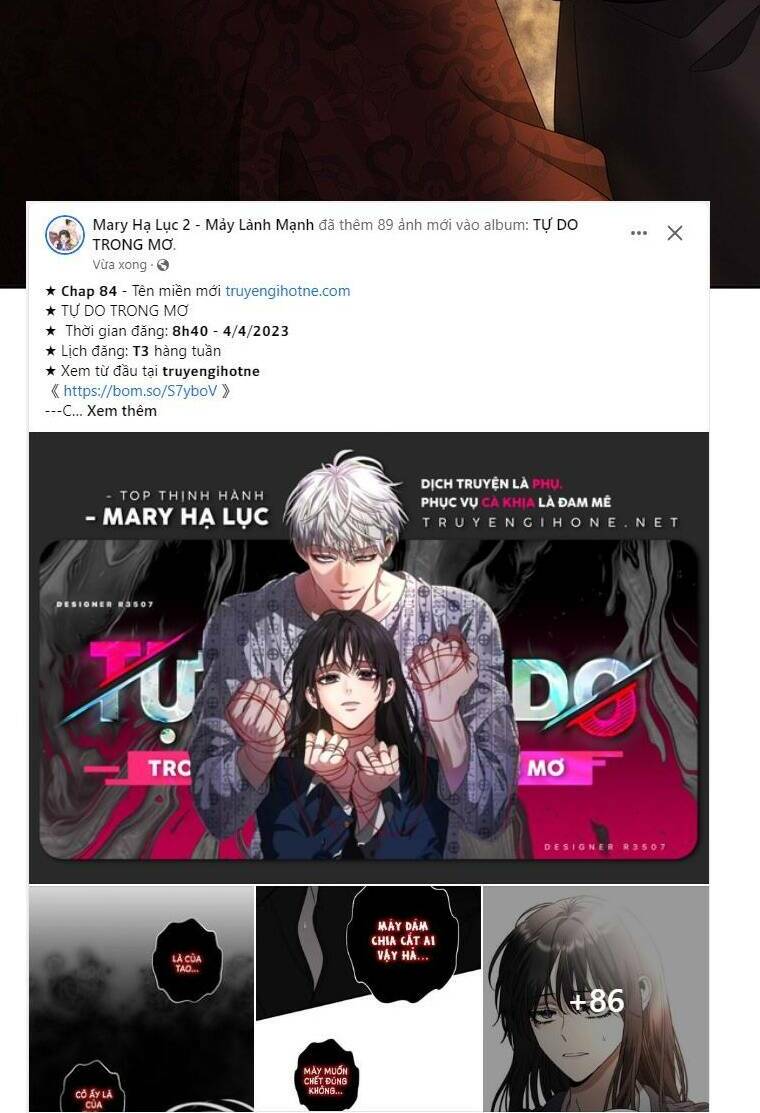 Mary Hạ Lục 2 - Mảy Lành Mạnh đã thêm 89 ảnh mới vào album: TỰ DO
TRONG MƠ.
Vừa xong ·
★ Chap 84 - Tên miền mới truyengihotne.com
★ TỰ DO TRONG MƠ
★ Thời gian đăng: 8h40 - 4/4/2023
★ Lịch đăng: T3 hàng tuần
★ Xem từ đầu tại truyengihotne
《 https://bom.so/S7yboV 》
---C... Xem thêm
- TOP THỊNH HÀNH
- MARY HẠ LỤC
DỊCH TRUYỆN LÀ PHỤ.
PHỤC VỤ CÀ KHỊA LÀ ĐAM MÊ
TRUYENGIHONE.NET
DESIGNER R3507
TỰ DO
MƠ
DESIGNER R3507
LÀ CỦA
TAO...
CÔ ẤY LÀ
CỦA
MÀY DÁM
CHIA CẮT AI
VẬY HẢ...
MÀY MUỐN
CHẾT ĐÚNG
KHÔNG...
+86